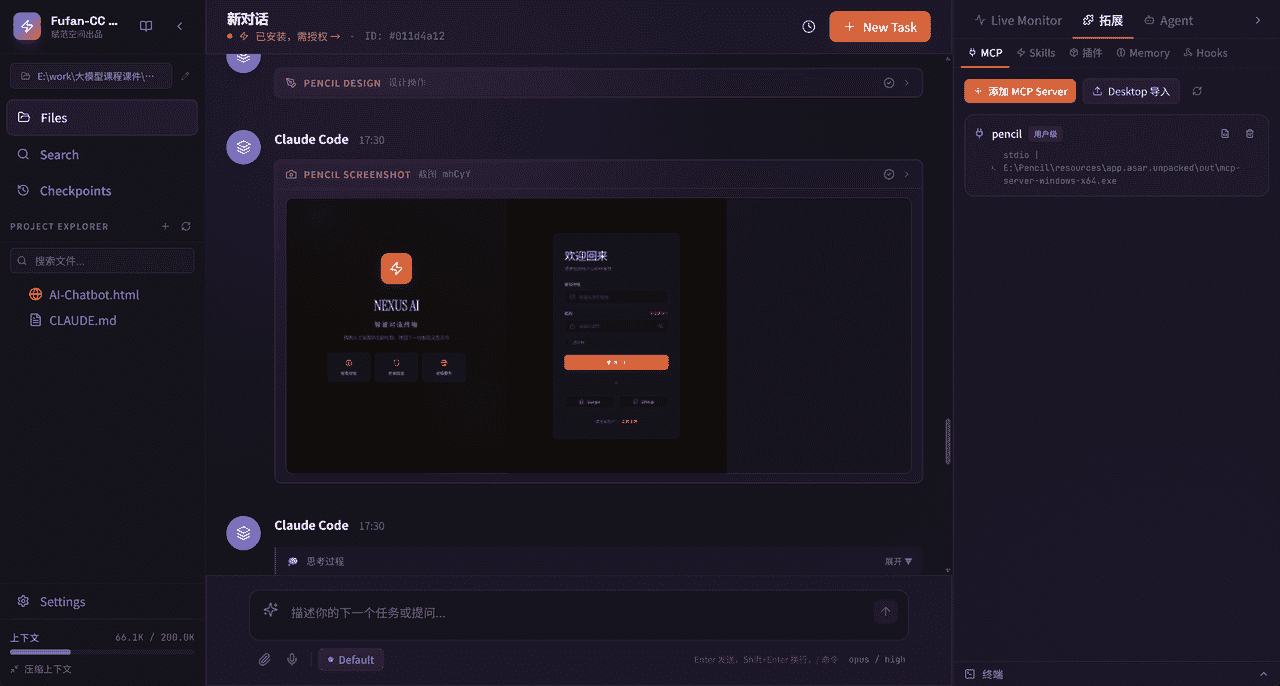 Fufan-CC ...
赋范空间出品
E:\work\大模型课程课件\...
Files
Search
Checkpoints
PROJECT EXPLORER
搜索文件...
AI-Chatbot.html
CLAUDE.md
Settings
上下文
66.1K / 200.0K
压缩上下文
新对话
已安装，需授权 → · ID: #011d4a12
New Task
PENCIL DESIGN 设计操作
Claude Code 17:30
PENCIL SCREENSHOT 截图 mhCyY
NEXUS AI
智能对话终端
欢迎回来
Claude Code 17:30
思考过程
展开 ▼
描述你的下一个任务或提问...
Default
Enter 发送, Shift+Enter 换行, / 命令
opus / high
Live Monitor
拓展
Agent
MCP
Skills
插件
Memory
Hooks
添加 MCP Server
Desktop 导入
pencil 用户级
stdio |
E:\Pencil\resources\app.asar.unpacked\out\mcp-
server-windows-x64.exe
终端